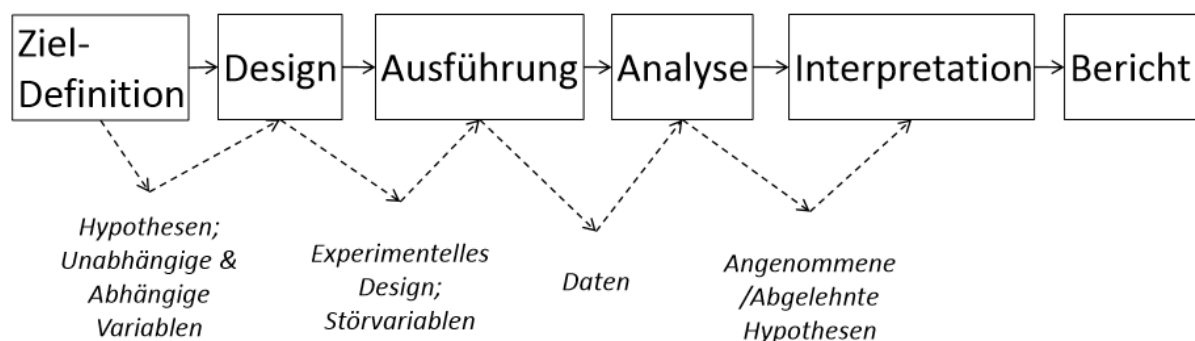 Ziel-
Definition
Design
Ausführung
Analyse
Interpretation
Bericht
Hypothesen;
Unabhängige &
Abhängige
Variablen
Experimentelles
Design;
Störvariablen
Daten
Angenommene
/Abgelehnte
Hypothesen